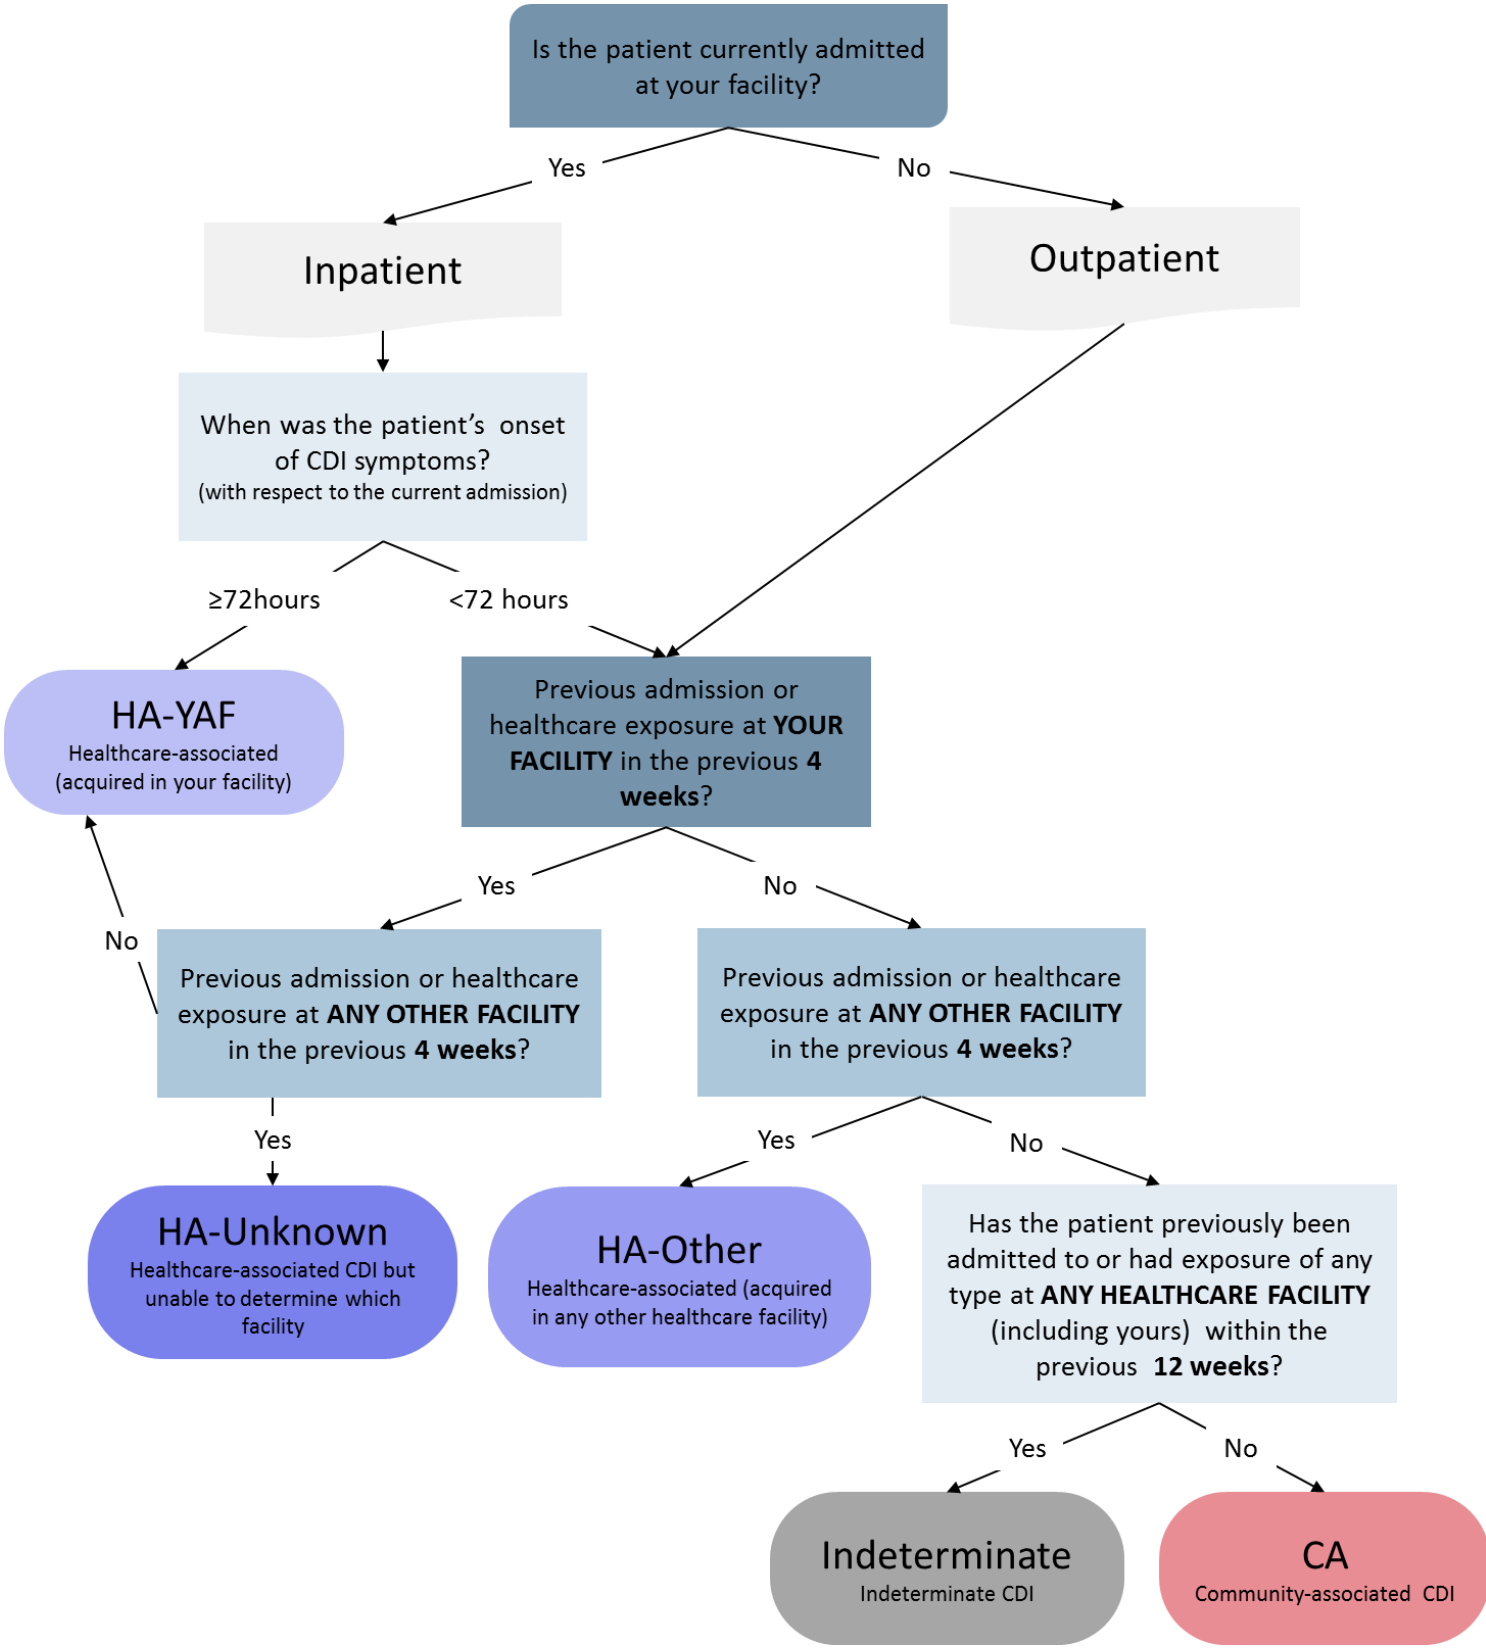 Is the patient currently admitted
at your facility?
Yes
No
Inpatient
Outpatient
When was the patient’s onset
of CDI symptoms?
(with respect to the current admission)
≥72hours
<72 hours
HA-YAF
Healthcare-associated
(acquired in your facility)
Previous admission or
healthcare exposure at YOUR
FACILITY in the previous 4
weeks?
Yes
No
No
Previous admission or healthcare
exposure at ANY OTHER FACILITY
in the previous 4 weeks?
Previous admission or healthcare
exposure at ANY OTHER FACILITY
in the previous 4 weeks?
Yes
Yes
No
HA-Unknown
Healthcare-associated CDI but
unable to determine which
facility
HA-Other
Healthcare-associated (acquired
in any other healthcare facility)
Has the patient previously been
admitted to or had exposure of any
type at ANY HEALTHCARE FACILITY
(including yours) within the
previous 12 weeks?
Yes
No
Indeterminate
Indeterminate CDI
CA
Community-associated CDI